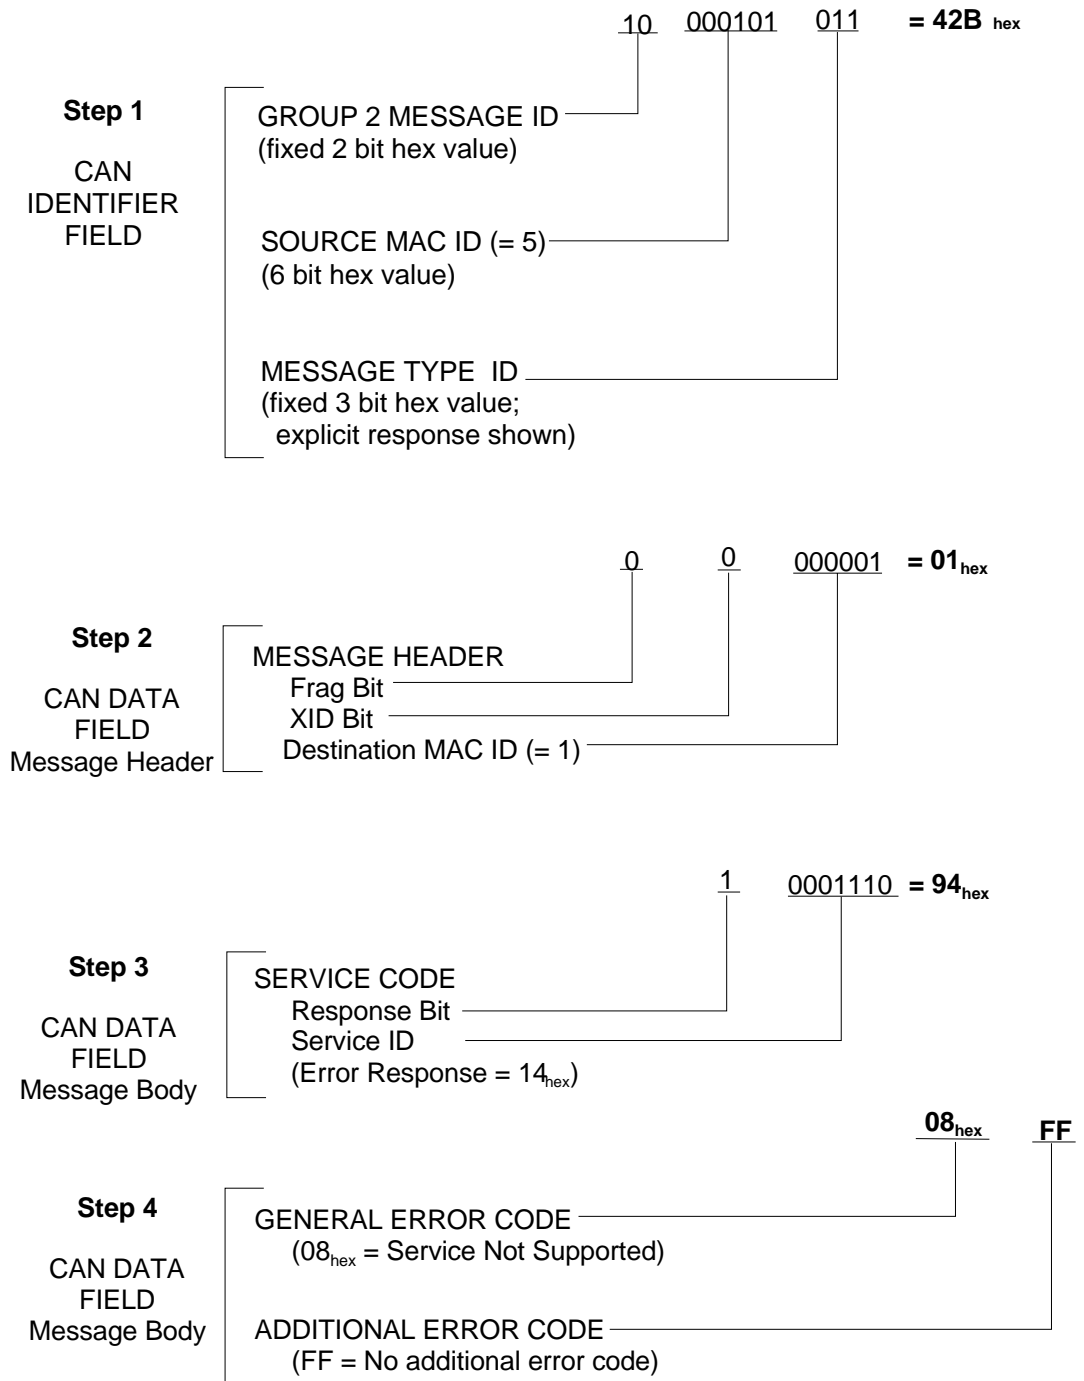 10 000101 011 = 42B hex
Step 1
CAN
IDENTIFIER
FIELD
GROUP 2 MESSAGE ID
(fixed 2 bit hex value)
SOURCE MAC ID (= 5)
(6 bit hex value)
MESSAGE TYPE ID
(fixed 3 bit hex value;
explicit response shown)
0 0 000001 = 01hex
Step 2
CAN DATA
FIELD
Message Header
MESSAGE HEADER
Frag Bit
XID Bit
Destination MAC ID (= 1)
1 0001110 = 94hex
Step 3
CAN DATA
FIELD
Message Body
SERVICE CODE
Response Bit
Service ID
(Error Response = 14hex)
08hex FF
Step 4
CAN DATA
FIELD
Message Body
GENERAL ERROR CODE
(08hex = Service Not Supported)
ADDITIONAL ERROR CODE
(FF = No additional error code)